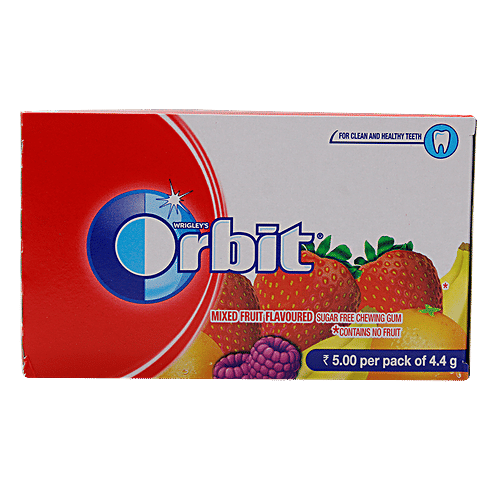 FOR CLEAN AND HEALTHY TEETH
WRIGLEY'S
Orbit®
MIXED FRUIT FLAVOURED SUGAR FREE CHEWING GUM
*CONTAINS NO FRUIT
*
₹ 5.00 per pack of 4.4 g